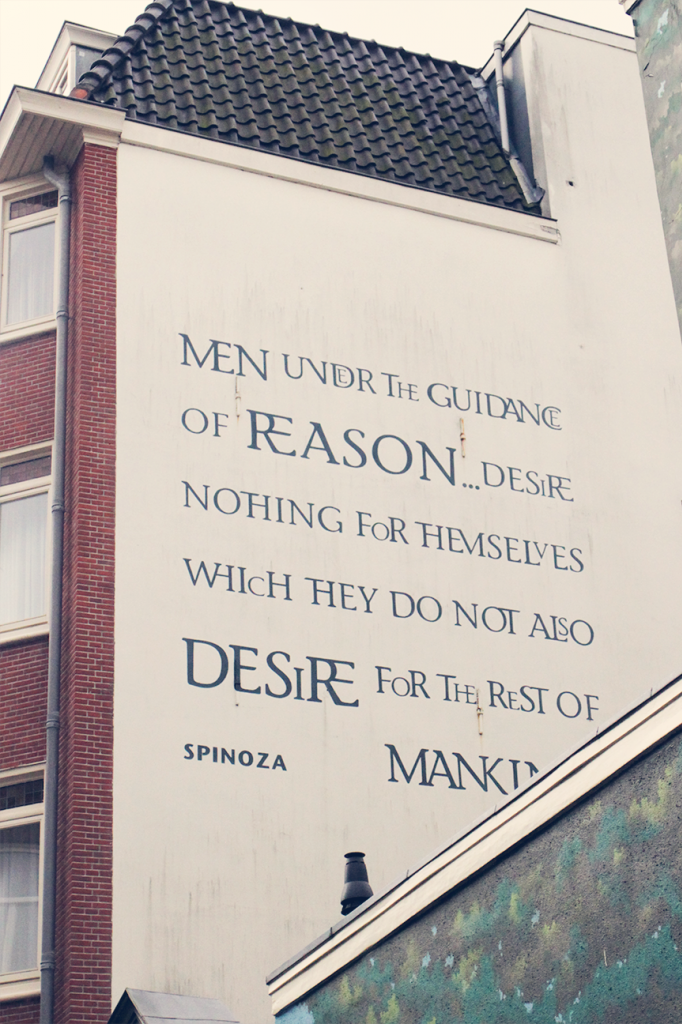 MEN UNDER THE GUIDANCE
OF REASON...DESIRE
NOTHING FOR THEMSELVES
WHICH THEY DO NOT ALSO
DESIRE FOR THE REST OF
SPINOZA MANKIN